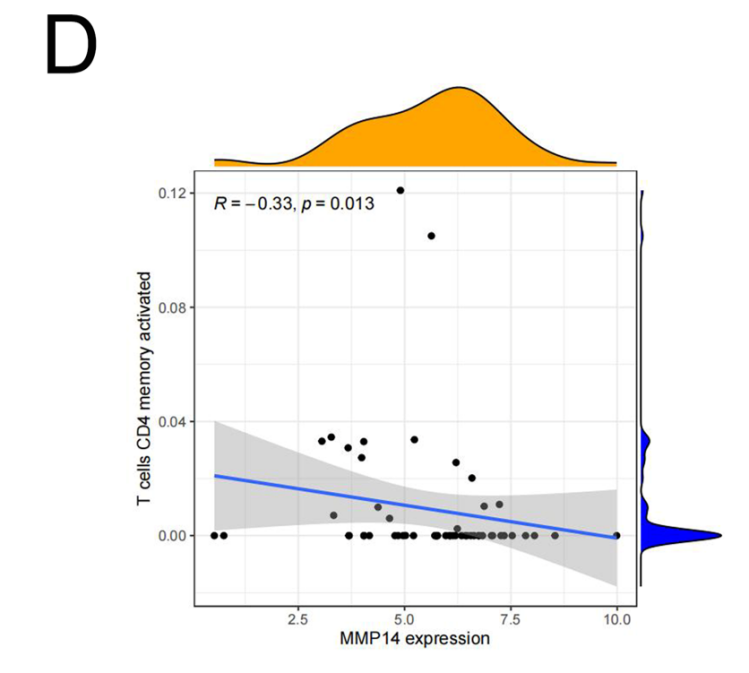 D
R = −0.33, p = 0.013
0.12
0.08
0.04
0.00
T cells CD4 memory activated
2.5 5.0 7.5 10.0
MMP14 expression